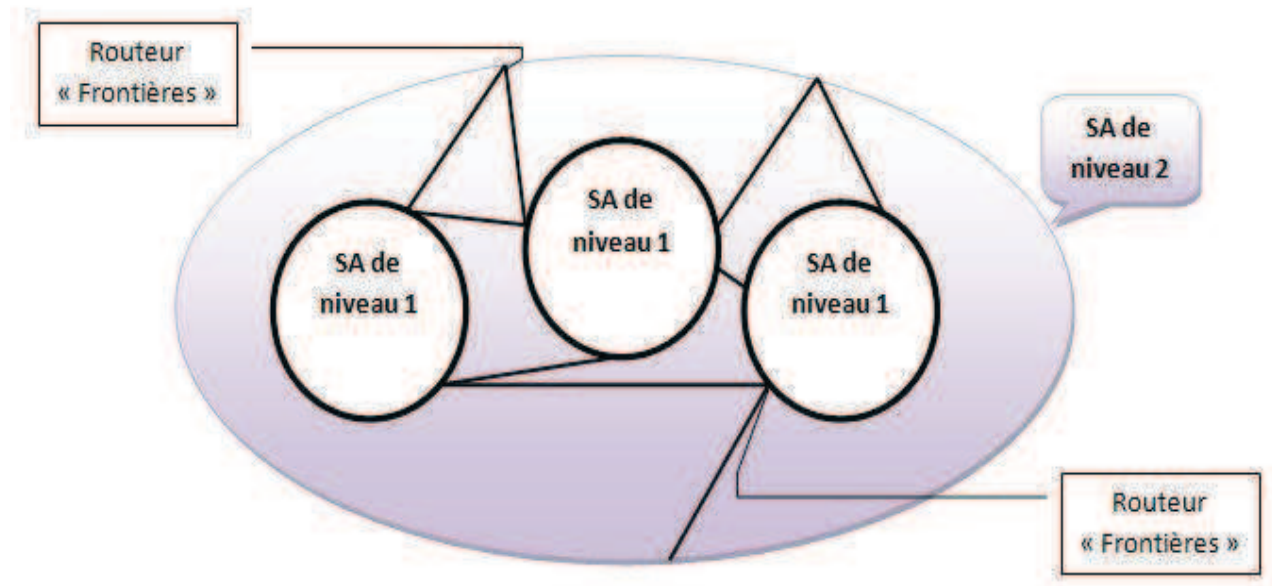 Routeur
« Frontières »
SA de
niveau 2
SA de
niveau 1
SA de
niveau 1
SA de
niveau 1
Routeur
« Frontières »